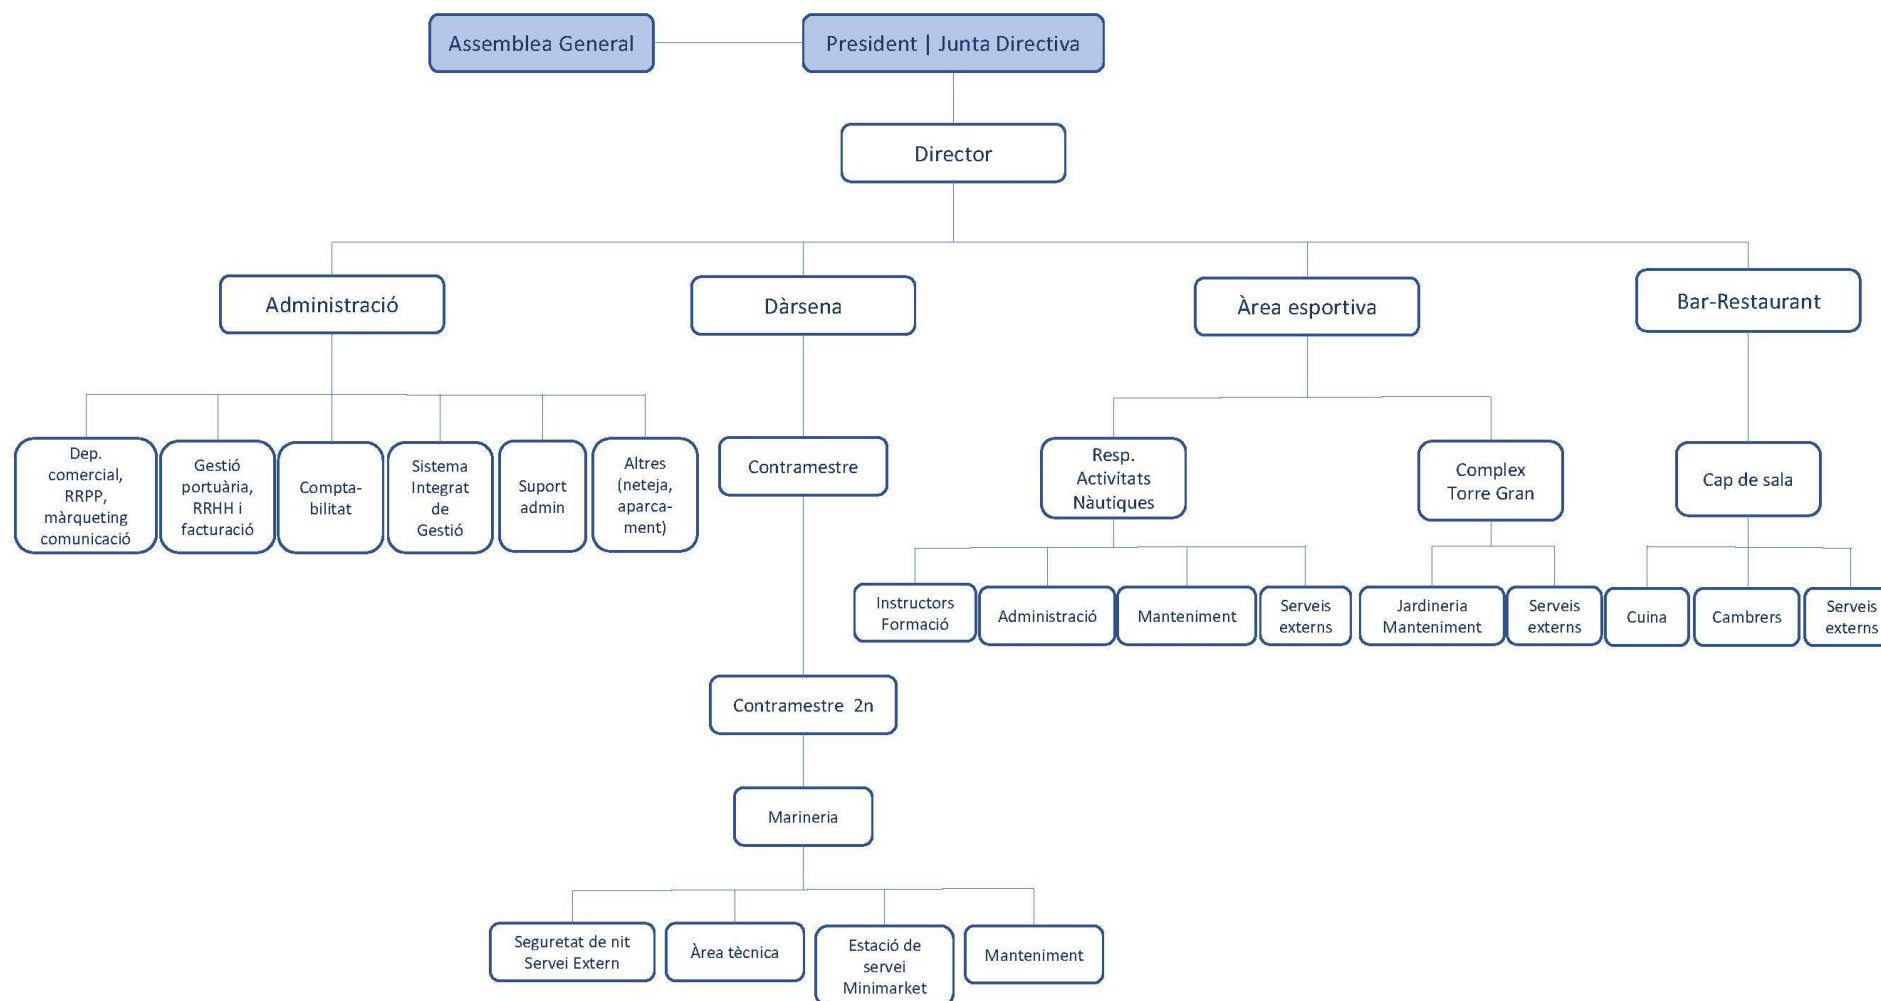 Assemblea General
President | Junta Directiva
Director
Administració
Dàrsena
Àrea esportiva
Bar-Restaurant
Dep.
comercial,
RRPP,
màrqueting
comunicació
Gestió
portuària,
RRHH i
facturació
Compta-
bilitat
Sistema
Integrat
de
Gestió
Suport
admin
Altres
(neteja,
aparca-
ment)
Contramestre
Resp.
Activitats
Nàutiques
Complex
Torre Gran
Cap de sala
Instructors
Formació
Administració
Manteniment
Serveis
externs
Jardineria
Manteniment
Serveis
externs
Cuina
Cambrers
Serveis
externs
Contramestre 2n
Marineria
Seguretat de nit
Servei Extern
Àrea tècnica
Estació de
servei
Minimarket
Manteniment